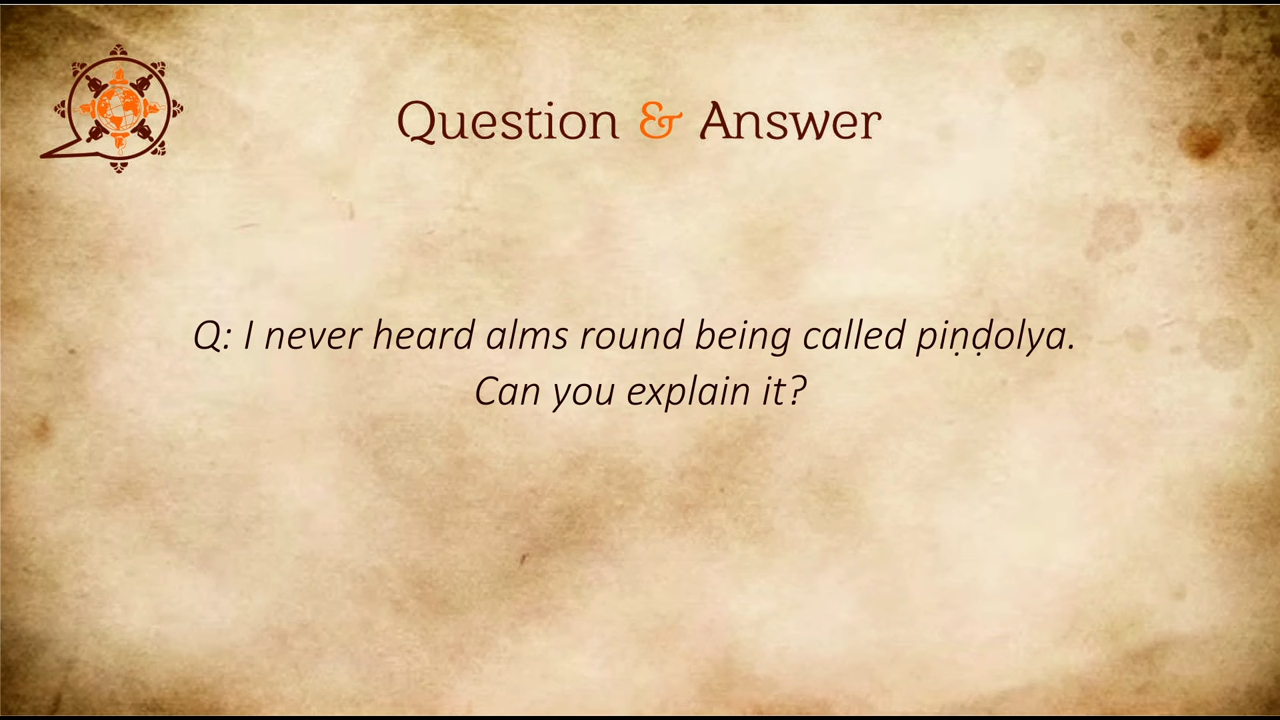 Question & Answer
Q: I never heard alms round being called piṇḍolya.
Can you explain it?